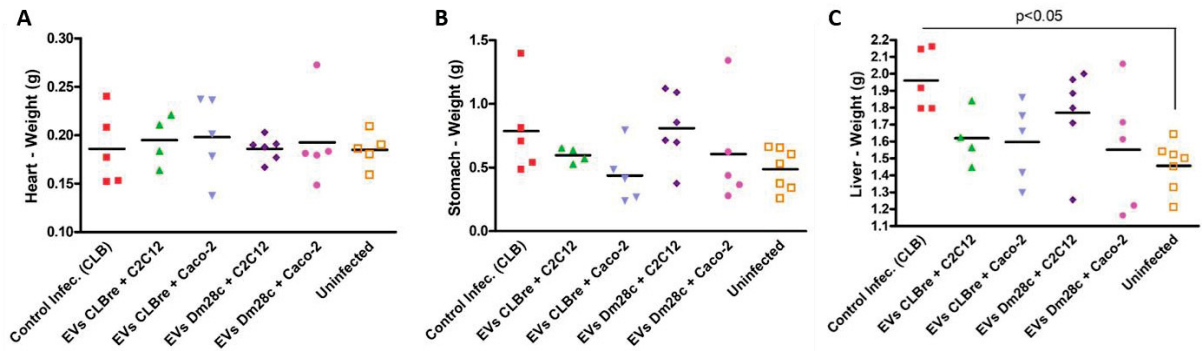 A
Heart - Weight (g)
0.30
0.25
0.20
0.15
0.10
Control Infec. (CLB)
EVs CLBre + C2C12
EVs CLBre + Caco-2
EVs Dm28c + C2C12
EVs Dm28c + Caco-2
Uninfected
B
Stomach - Weight (g)
1.5
1.0
0.5
0.0
Control Infec. (CLB)
EVs CLBre + C2C12
EVs CLBre + Caco-2
EVs Dm28c + C2C12
EVs Dm28c + Caco-2
Uninfected
C
p<0.05
Liver - Weight (g)
2.2
2.1
2.0
1.9
1.8
1.7
1.6
1.5
1.4
1.3
1.2
1.1
Control Infec. (CLB)
EVs CLBre + C2C12
EVs CLBre + Caco-2
EVs Dm28c + C2C12
EVs Dm28c + Caco-2
Uninfected